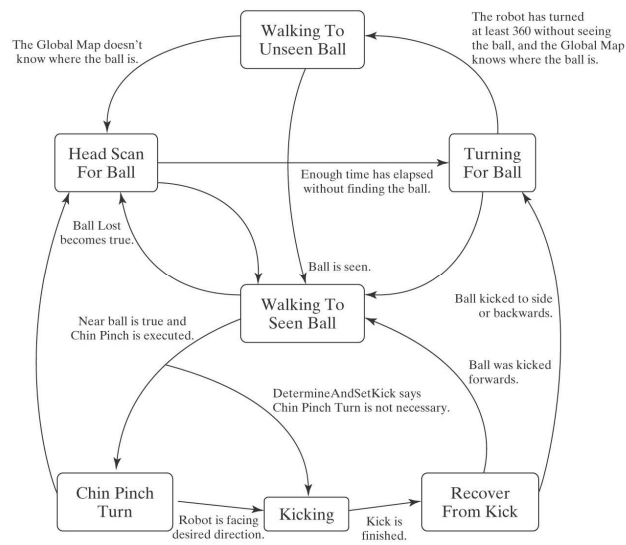 Walking To
Unseen Ball
The robot has turned
at least 360 without seeing
the ball, and the Global Map
knows where the ball is.
The Global Map doesn't
know where the ball is.
Head Scan
For Ball
Turning
For Ball
Enough time has elapsed
without finding the ball.
Ball Lost
becomes true.
Ball is seen.
Walking To
Seen Ball
Ball kicked to side
or backwards.
Near ball is true and
Chin Pinch is executed.
Ball was kicked
forwards.
DetermineAndSetKick says
Chin Pinch Turn is not necessary.
Chin Pinch
Turn
Robot is facing
desired direction.
Kicking
Kick is
finished.
Recover
From Kick